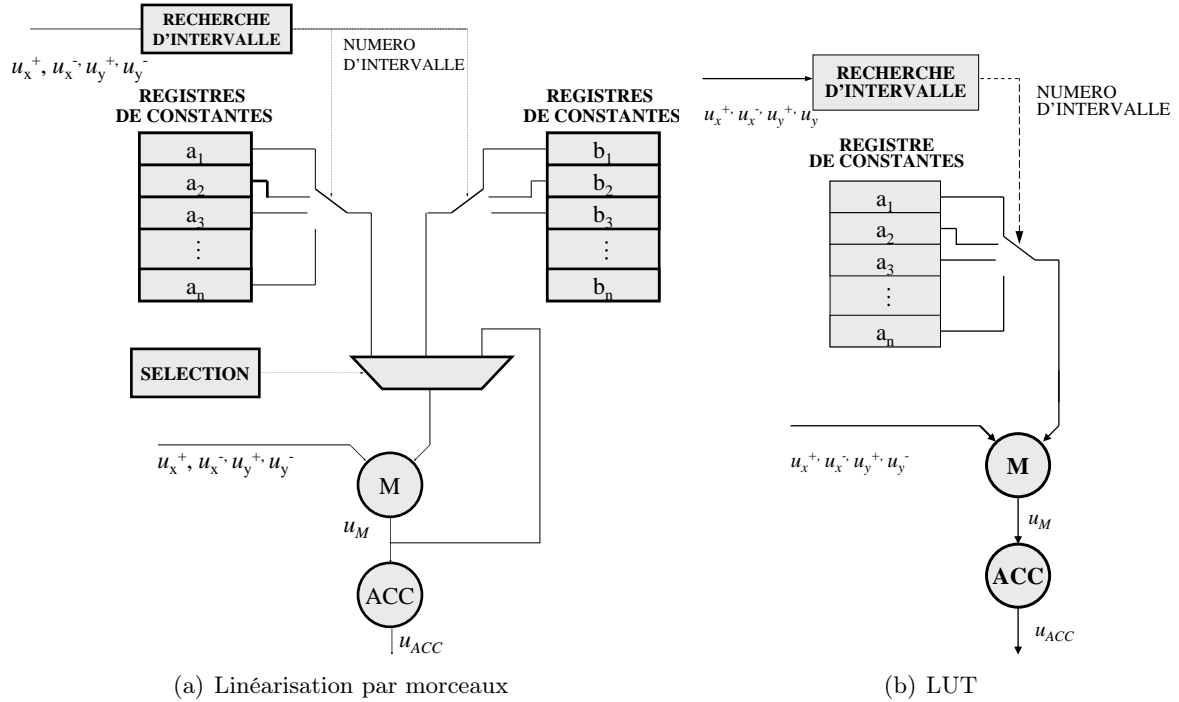 RECHERCHE
D'INTERVALLE
u_x^+, u_x^-, u_y^+, u_y^-
NUMERO
D'INTERVALLE
REGISTRES
DE CONSTANTES
a_1
a_2
a_3
⋮
a_n
REGISTRES
DE CONSTANTES
b_1
b_2
b_3
⋮
b_n
SELECTION
u_x^+, u_x^-, u_y^+, u_y^-
M
u_M
ACC
u_ACC
(a) Linéarisation par morceaux
RECHERCHE
D'INTERVALLE
u_x^+, u_x^-, u_y^+, u_y
NUMERO
D'INTERVALLE
REGISTRE
DE CONSTANTES
a_1
a_2
a_3
⋮
a_n
u_x^+, u_x^-, u_y^+, u_y^-
M
u_M
ACC
u_ACC
(b) LUT